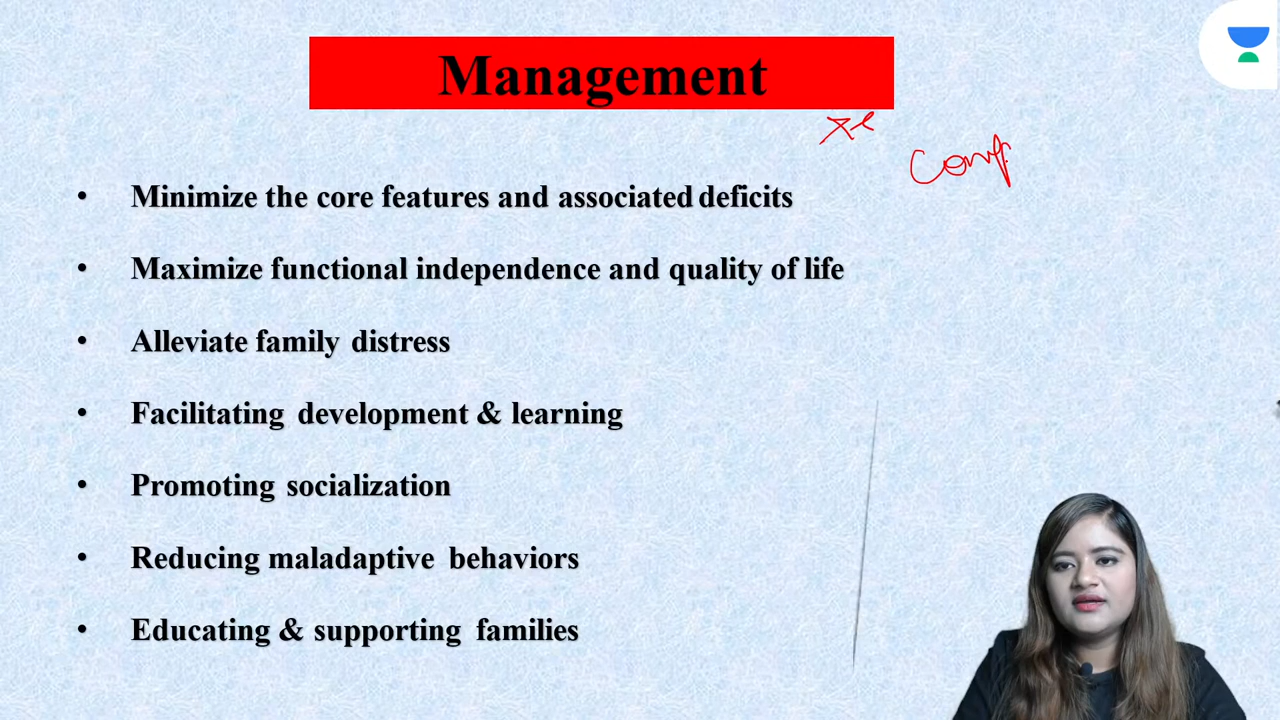 Management
• Minimize the core features and associated deficits
• Maximize functional independence and quality of life
• Alleviate family distress
• Facilitating development & learning
• Promoting socialization
• Reducing maladaptive behaviors
• Educating & supporting families